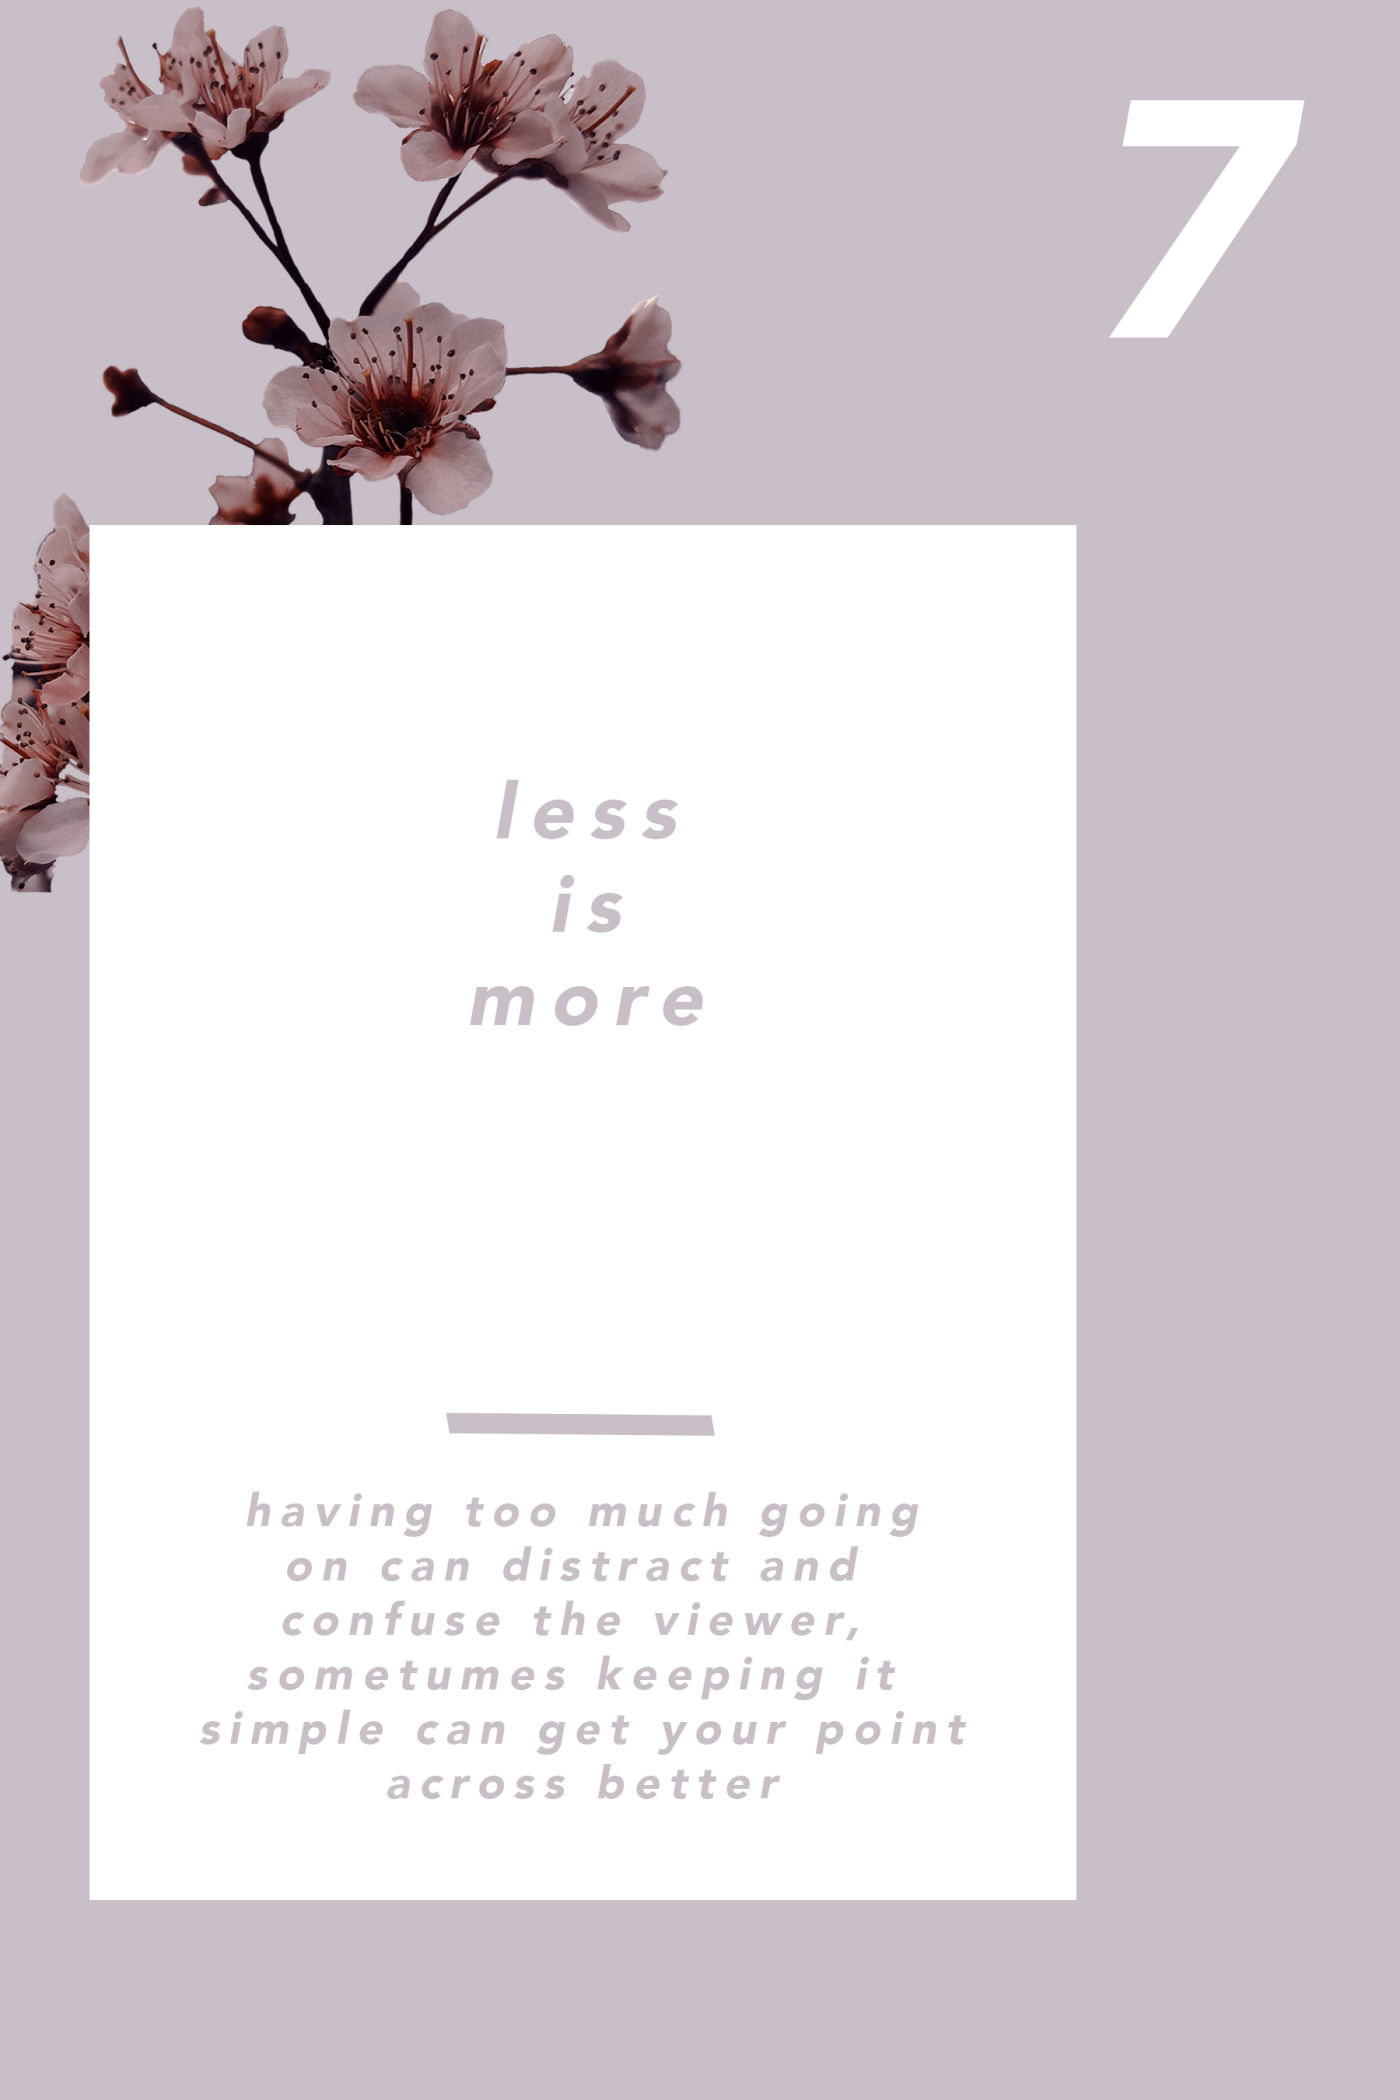 7
less
is
more
having too much going
on can distract and
confuse the viewer,
sometumes keeping it
simple can get your point
across better